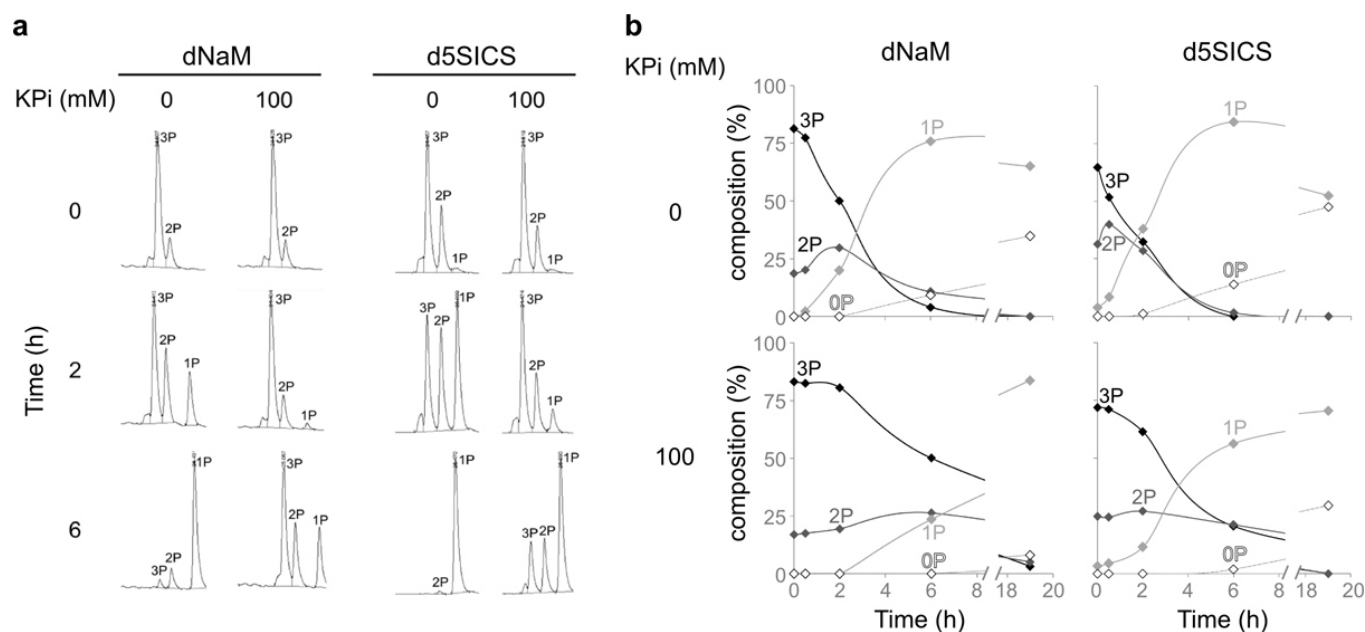 a
dNaM d5SICS
KPi (mM) 0 100 0 100
Time (h)
0
3P 2P
3P 2P
3P 2P 1P
3P 2P 1P
2
3P 2P 1P
3P 2P 1P
3P 2P 1P
3P 2P 1P
6
3P 2P 1P
3P 2P 1P
2P 1P
3P 2P 1P
b
dNaM d5SICS
KPi (mM)
0
composition (%)
100
75
50
25
0
3P 1P 2P 0P
3P 1P 2P 0P
100
composition (%)
100
75
50
25
0
3P 2P 1P 0P
3P 1P 2P 0P
0 2 4 6 8 18 20
0 2 4 6 8 18 20
Time (h) Time (h)